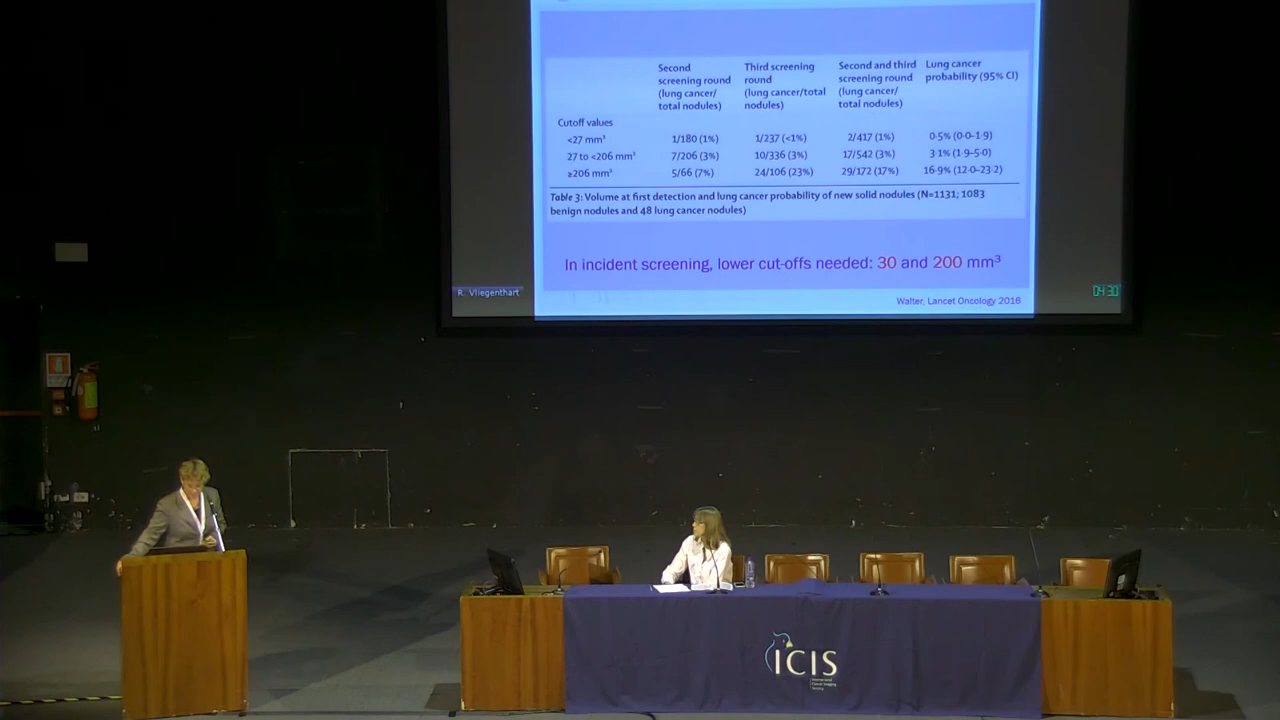 Second screening round (lung cancer/ total nodules)
Third screening round (lung cancer/total nodules)
Second and third screening round (lung cancer/ total nodules)
Lung cancer probability (95% CI)
Cutoff values
<27 mm³ 1/180 (1%) 1/237 (<1%) 2/417 (1%) 0·5% (0·0–1·9)
27 to <206 mm³ 7/206 (3%) 10/336 (3%) 17/542 (3%) 3·1% (1·9–5·0)
≥206 mm³ 5/66 (7%) 24/106 (23%) 29/172 (17%) 16·9% (12·0–23·2)
Table 3: Volume at first detection and lung cancer probability of new solid nodules (N=1131; 1083
benign nodules and 48 lung cancer nodules)
In incident screening, lower cut-offs needed: 30 and 200 mm³
R. Vliegenthart
Walter, Lancet Oncology 2016
04:30
ICIS
International
Cancer Imaging
Society